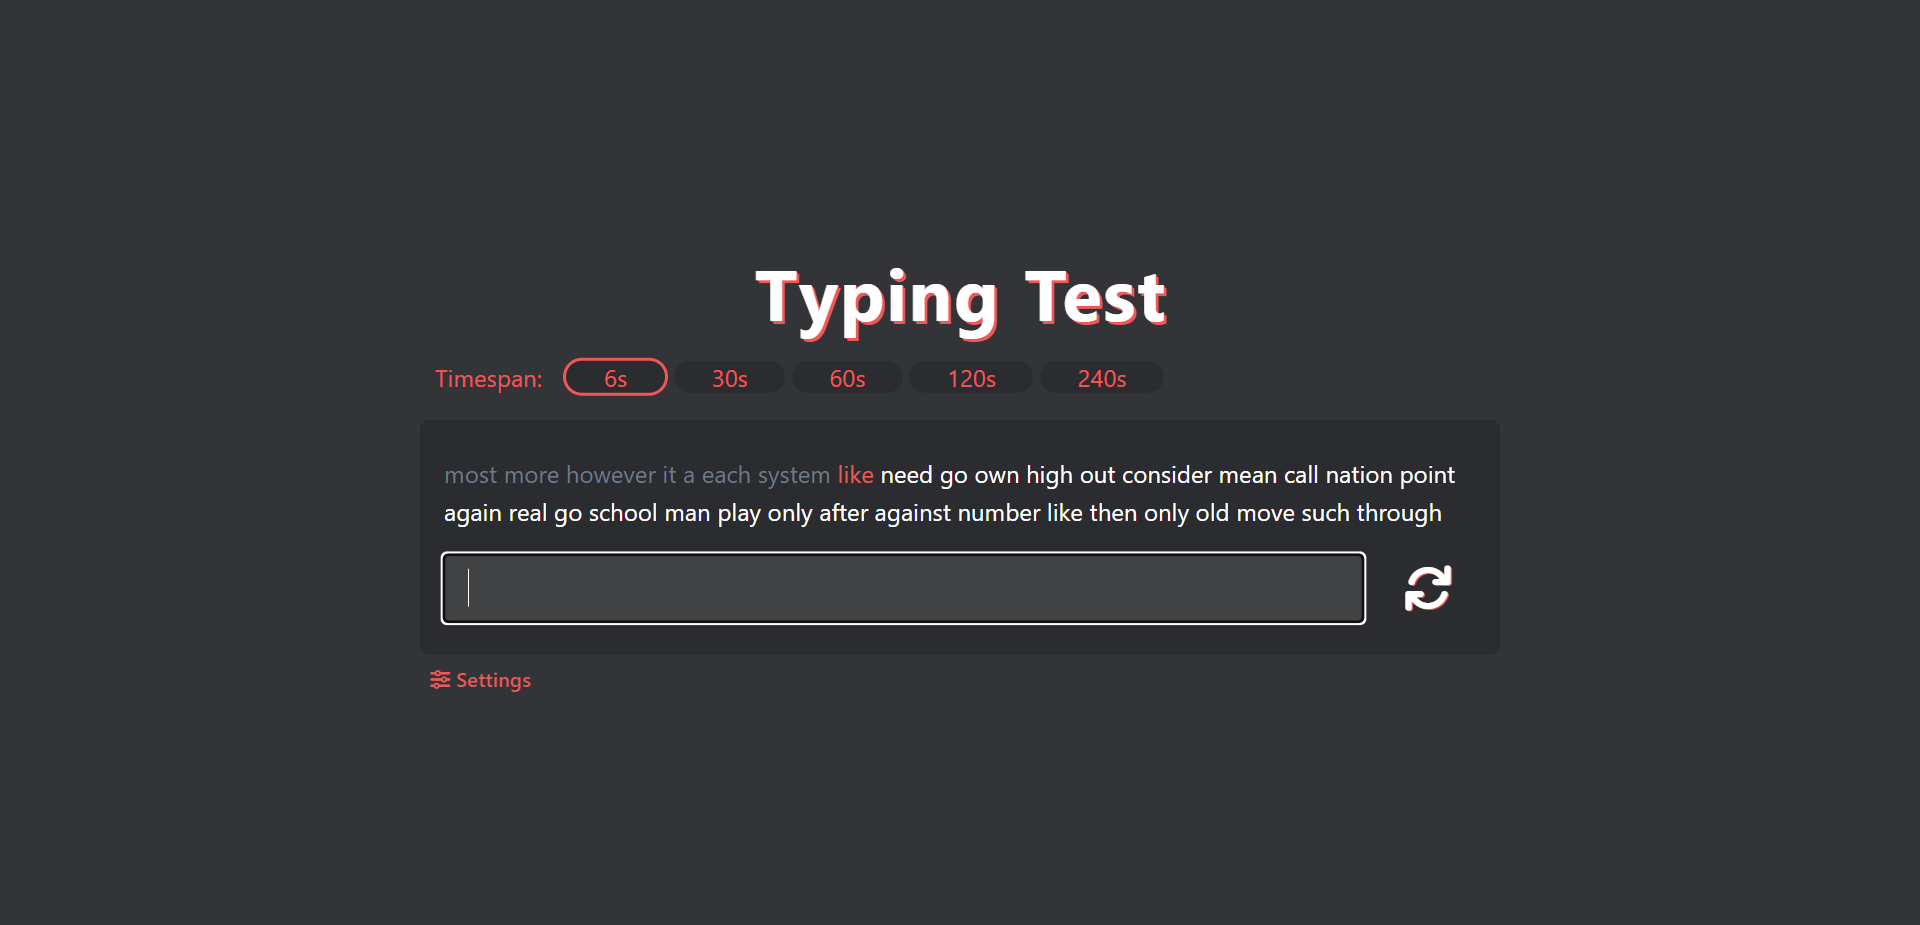 Typing Test
Timespan: 6s 30s 60s 120s 240s
most more however it a each system like need go own high out consider mean call nation point
again real go school man play only after against number like then only old move such through
Settings